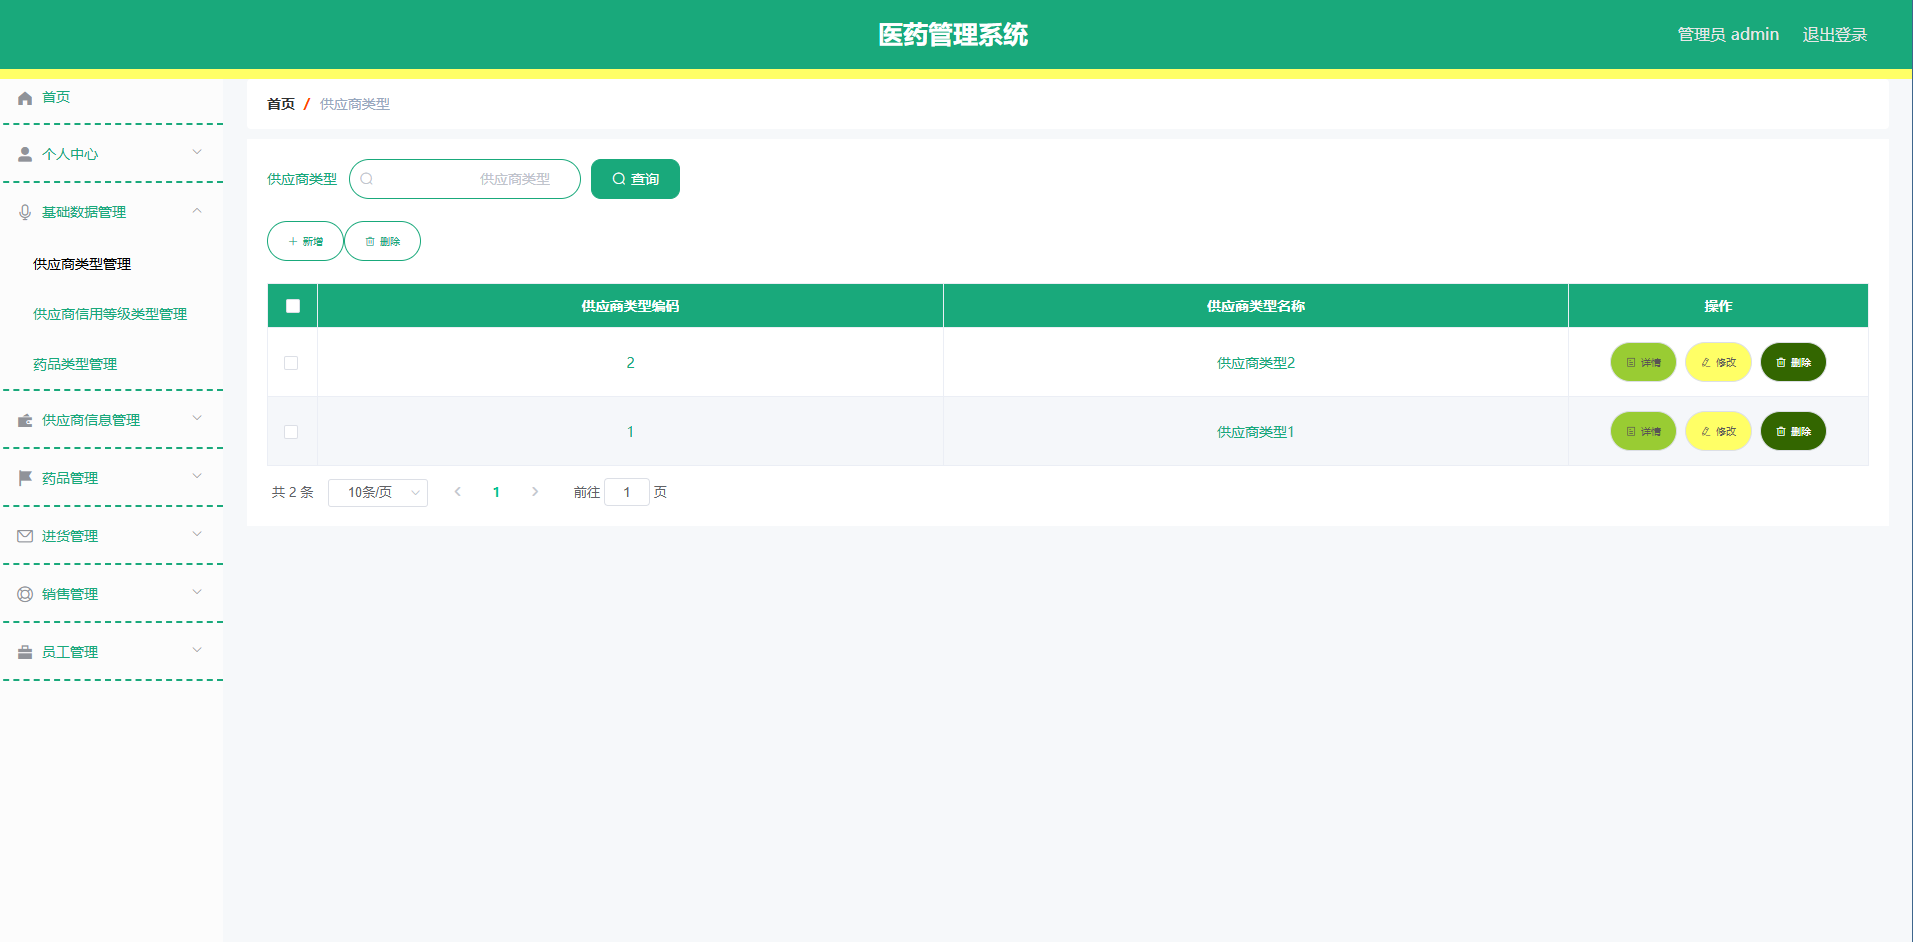 医药管理系统
管理员 admin 退出登录
首页
个人中心
基础数据管理
供应商类型管理
供应商信用等级类型管理
药品类型管理
供应商信息管理
药品管理
进货管理
销售管理
员工管理
首页 / 供应商类型
供应商类型 供应商类型 查询
新增 删除
供应商类型编码 供应商类型名称 操作
2 供应商类型2 详情 修改 删除
1 供应商类型1 详情 修改 删除
共 2 条 10条/页 1 前往 1 页